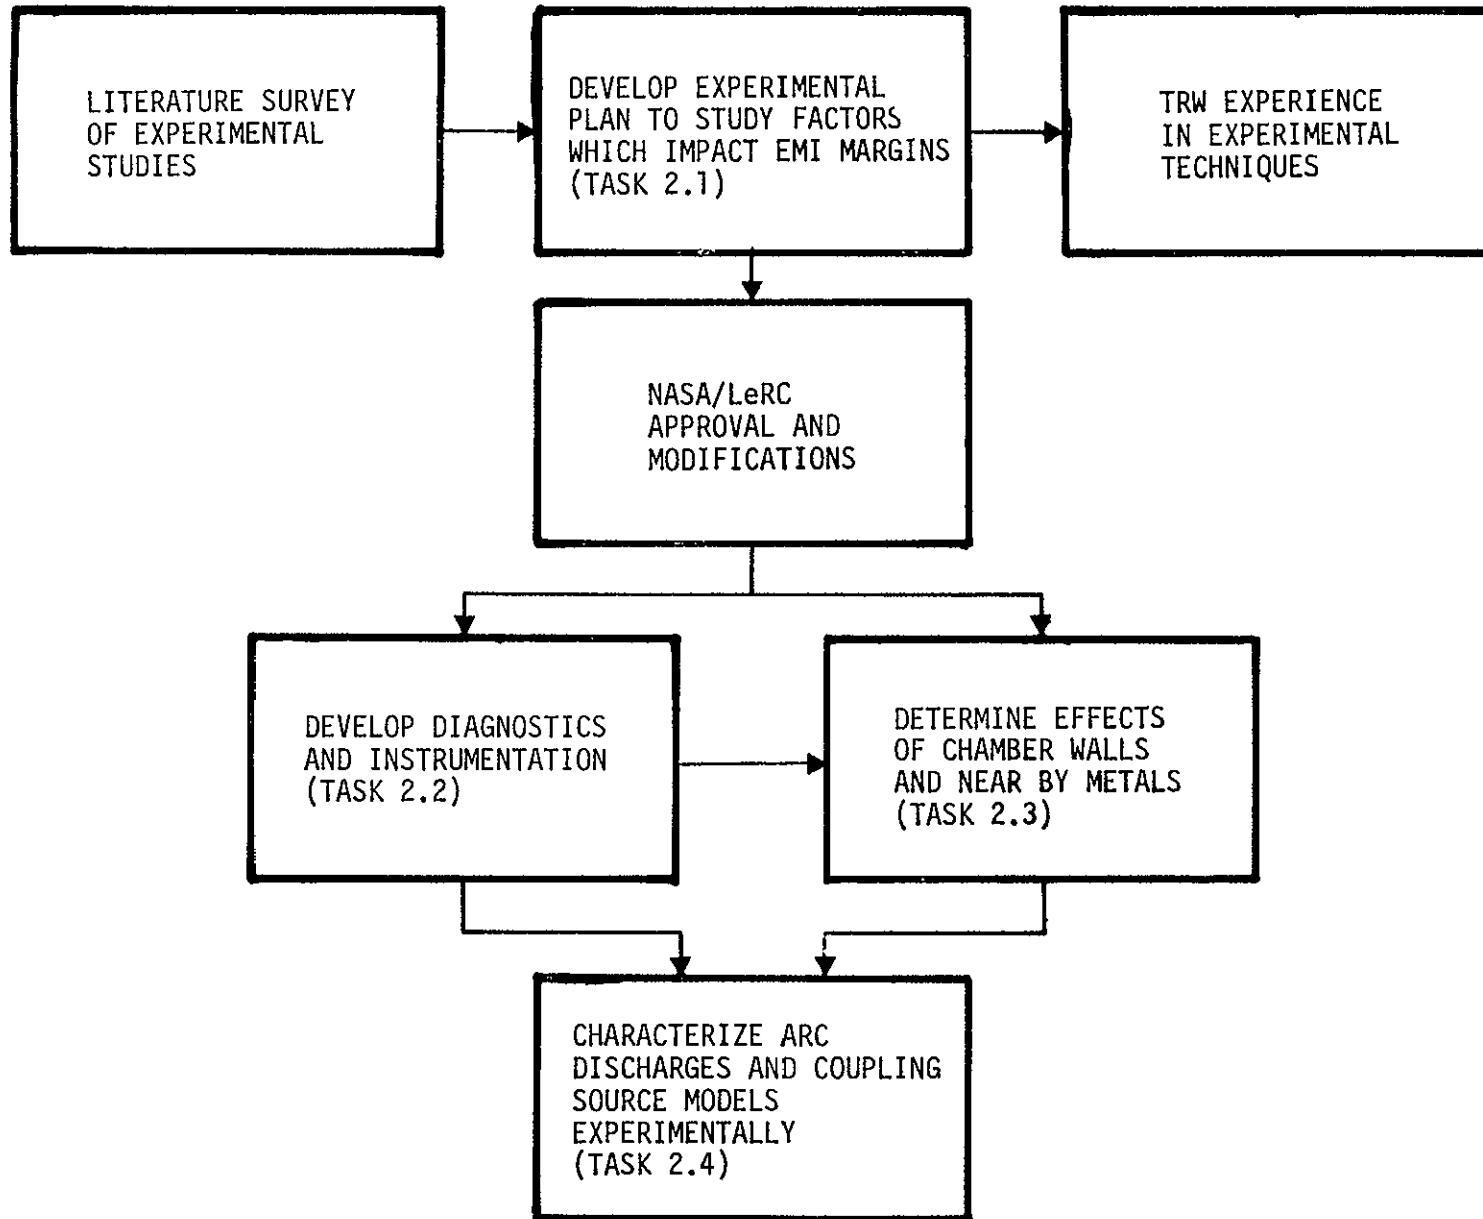 LITERATURE SURVEY
OF EXPERIMENTAL
STUDIES
DEVELOP EXPERIMENTAL
PLAN TO STUDY FACTORS
WHICH IMPACT EMI MARGINS
(TASK 2.1)
TRW EXPERIENCE
IN EXPERIMENTAL
TECHNIQUES
NASA/LeRC
APPROVAL AND
MODIFICATIONS
DEVELOP DIAGNOSTICS
AND INSTRUMENTATION
(TASK 2.2)
DETERMINE EFFECTS
OF CHAMBER WALLS
AND NEAR BY METALS
(TASK 2.3)
CHARACTERIZE ARC
DISCHARGES AND COUPLING
SOURCE MODELS
EXPERIMENTALLY
(TASK 2.4)